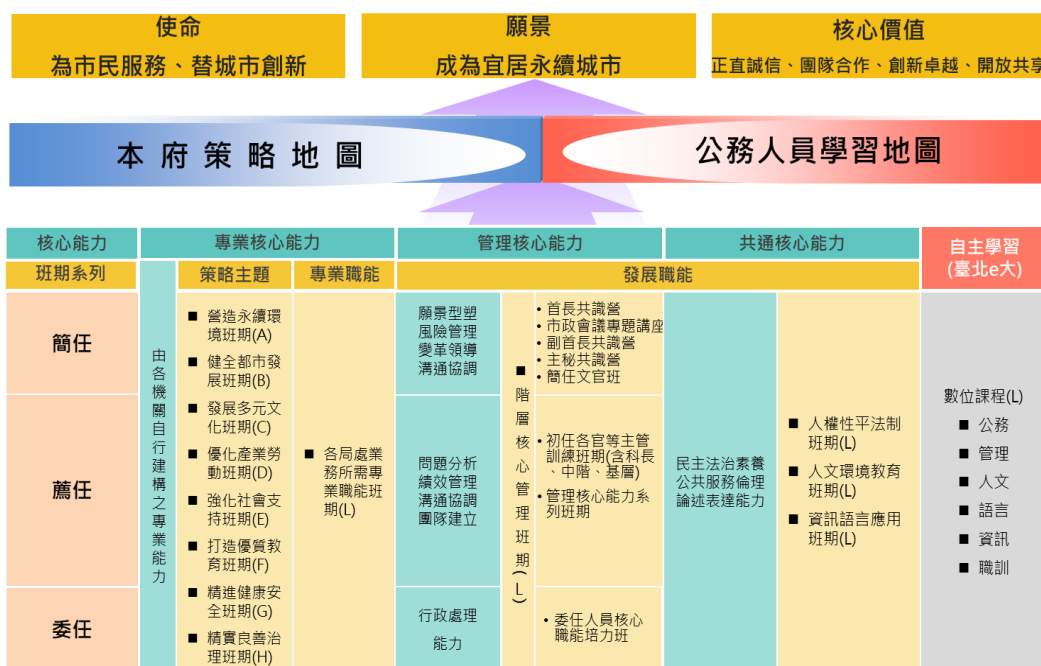 使命
為市民服務、替城市創新
願景
成為宜居永續城市
核心價值
正直誠信、團隊合作、創新卓越、開放共享
本府策略地圖
公務人員學習地圖
核心能力
專業核心能力
管理核心能力
共通核心能力
自主學習
(臺北e大)
班期系列
策略主題
專業職能
發展職能
簡任
薦任
委任
由各機關自行建構之專業能力
■ 營造永續環
境班期(A)
■ 健全都市發
展班期(B)
■ 發展多元文
化班期(C)
■ 優化產業勞
動班期(D)
■ 強化社會支
持班期(E)
■ 打造優質教
育班期(F)
■ 精進健康安
全班期(G)
■ 精實良善治
理班期(H)
■ 各局處業
務所需專
業職能班
期(L)
願景型塑
風險管理
變革領導
溝通協調
問題分析
績效管理
溝通協調
團隊建立
行政處理
能力
■ 階層核心管理班期(L)
• 首長共識營
• 市政會議專題講座
• 副首長共識營
• 主秘共識營
• 簡任文官班
• 初任各官等主管
訓練班期(含科長
、中階、基層)
• 管理核心能力系
列班期
• 委任人員核心
職能培力班
民主法治素養
公共服務倫理
論述表達能力
■ 人權性平法制
班期(L)
■ 人文環境教育
班期(L)
■ 資訊語言應用
班期(L)
數位課程(L)
■ 公務
■ 管理
■ 人文
■ 語言
■ 資訊
■ 職訓